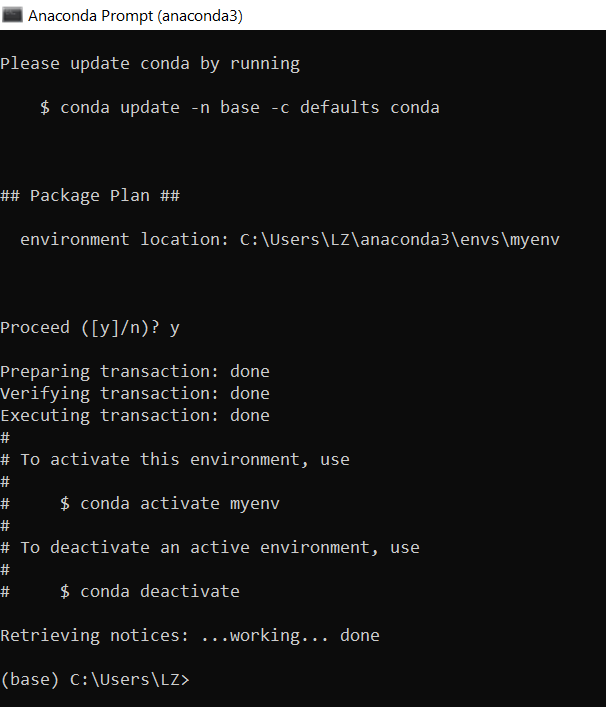 Anaconda Prompt (anaconda3)
Please update conda by running
$ conda update -n base -c defaults conda
## Package Plan ##
environment location: C:\Users\LZ\anaconda3\envs\myenv
Proceed ([y]/n)? y
Preparing transaction: done
Verifying transaction: done
Executing transaction: done
#
# To activate this environment, use
#
#     $ conda activate myenv
#
# To deactivate an active environment, use
#
#     $ conda deactivate
Retrieving notices: ...working... done
(base) C:\Users\LZ>